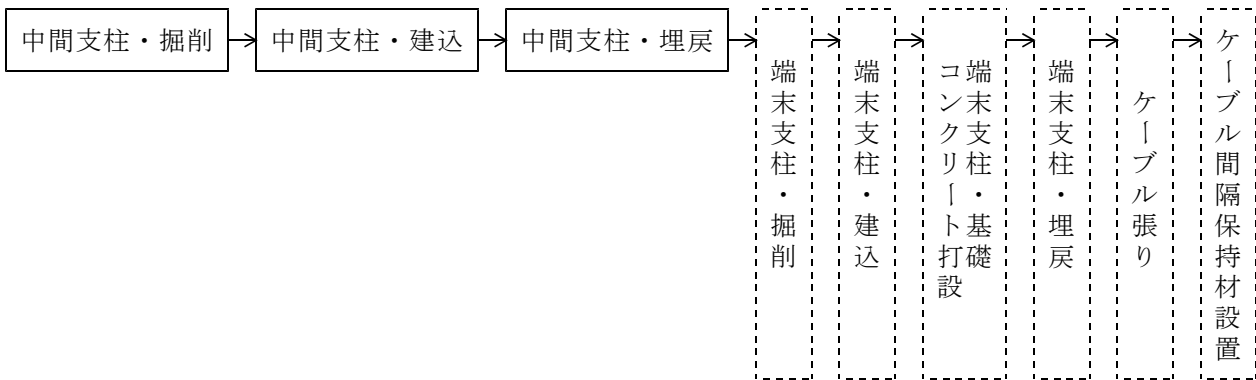 中間支柱・掘削
中間支柱・建込
中間支柱・埋戻
端末支柱・掘削
端末支柱・建込
端末支柱・基礎
コンクリート打設
端末支柱・埋戻
ケーブル張り
ケーブル間隔保持材設置